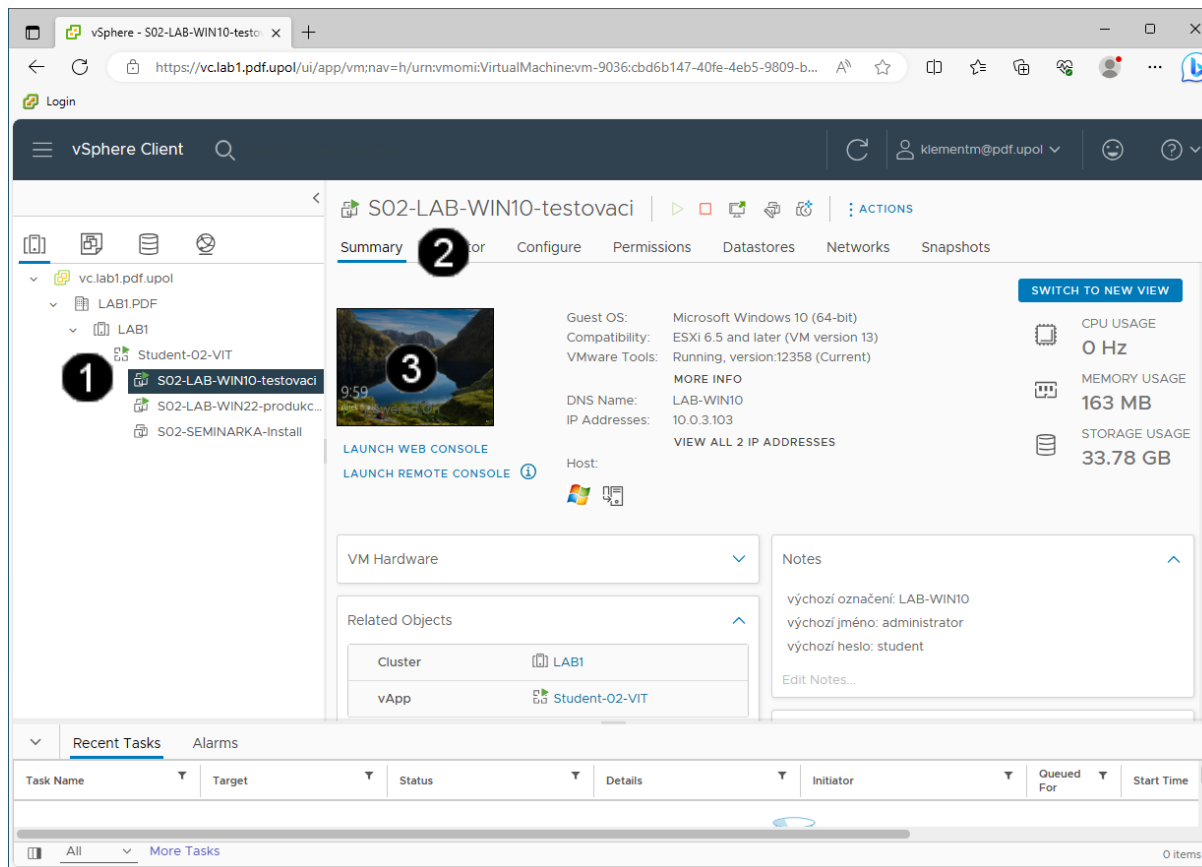 vSphere - S02-LAB-WIN10-testo
https://vc.lab1.pdf.upol/ui/app/vm;nav=h/urn:vmomi:VirtualMachine:vm-9036:cbd6b147-40fe-4eb5-9809-b...
Login
vSphere Client
klementm@pdf.upol
S02-LAB-WIN10-testovaci
ACTIONS
Summary
2
Configure
Permissions
Datastores
Networks
Snapshots
vc.lab1.pdf.upol
LAB1.PDF
LAB1
Student-02-VIT
1
S02-LAB-WIN10-testovaci
S02-LAB-WIN22-produkc...
S02-SEMINARKA-Install
SWITCH TO NEW VIEW
3
9:59
Powered On
LAUNCH WEB CONSOLE
LAUNCH REMOTE CONSOLE
Guest OS: Microsoft Windows 10 (64-bit)
Compatibility: ESXi 6.5 and later (VM version 13)
VMware Tools: Running, version:12358 (Current)
MORE INFO
DNS Name: LAB-WIN10
IP Addresses: 10.0.3.103
VIEW ALL 2 IP ADDRESSES
Host:
CPU USAGE
0 Hz
MEMORY USAGE
163 MB
STORAGE USAGE
33.78 GB
VM Hardware
Related Objects
Cluster LAB1
vApp Student-02-VIT
Notes
výchozí označení: LAB-WIN10
výchozí jméno: administrator
výchozí heslo: student
Edit Notes...
Recent Tasks Alarms
Task Name Target Status Details Initiator Queued For Start Time
All More Tasks
0 items